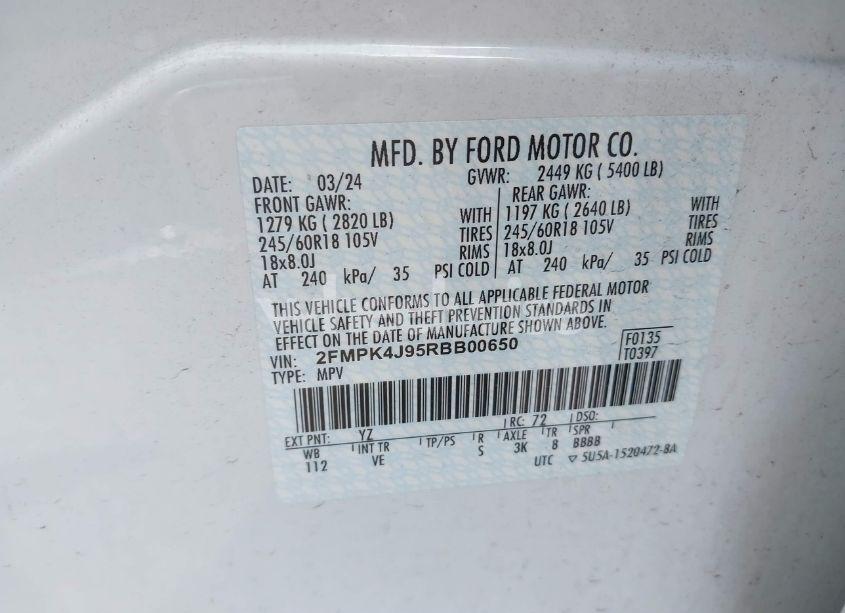 MFD. BY FORD MOTOR CO.
DATE: 03/24 GVWR: 2449 KG ( 5400 LB)
FRONT GAWR: REAR GAWR:
1279 KG ( 2820 LB) WITH 1197 KG ( 2640 LB) WITH
245/60R18 105V TIRES 245/60R18 105V TIRES
18x8.0J RIMS 18x8.0J RIMS
AT 240 kPa/ 35 PSI COLD AT 240 kPa/ 35 PSI COLD
THIS VEHICLE CONFORMS TO ALL APPLICABLE FEDERAL MOTOR
VEHICLE SAFETY AND THEFT PREVENTION STANDARDS IN
EFFECT ON THE DATE OF MANUFACTURE SHOWN ABOVE.
VIN: 2FMPK4J95RBB00650 F0135
TYPE: MPV T0397
EXT PNT: YZ RC: 72 DSO:
WB INT TR TP/PS R AXLE TR SPR
112 VE S 3K 8 BBBB
UTC ▽ 5U5A-1520472-BA